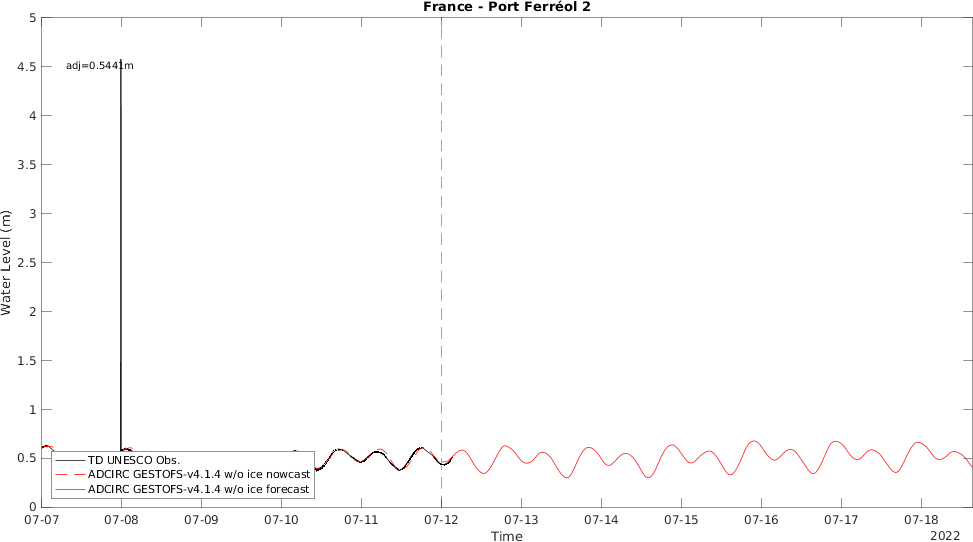 France - Port Ferréol 2
5
4.5
4
3.5
3
2.5
2
1.5
1
0.5
0
Water Level (m)
adj=0.5441m
TD UNESCO Obs.
ADCIRC GESTOFS-v4.1.4 w/o ice nowcast
ADCIRC GESTOFS-v4.1.4 w/o ice forecast
07-07 07-08 07-09 07-10 07-11 07-12 07-13 07-14 07-15 07-16 07-17 07-18
Time
2022